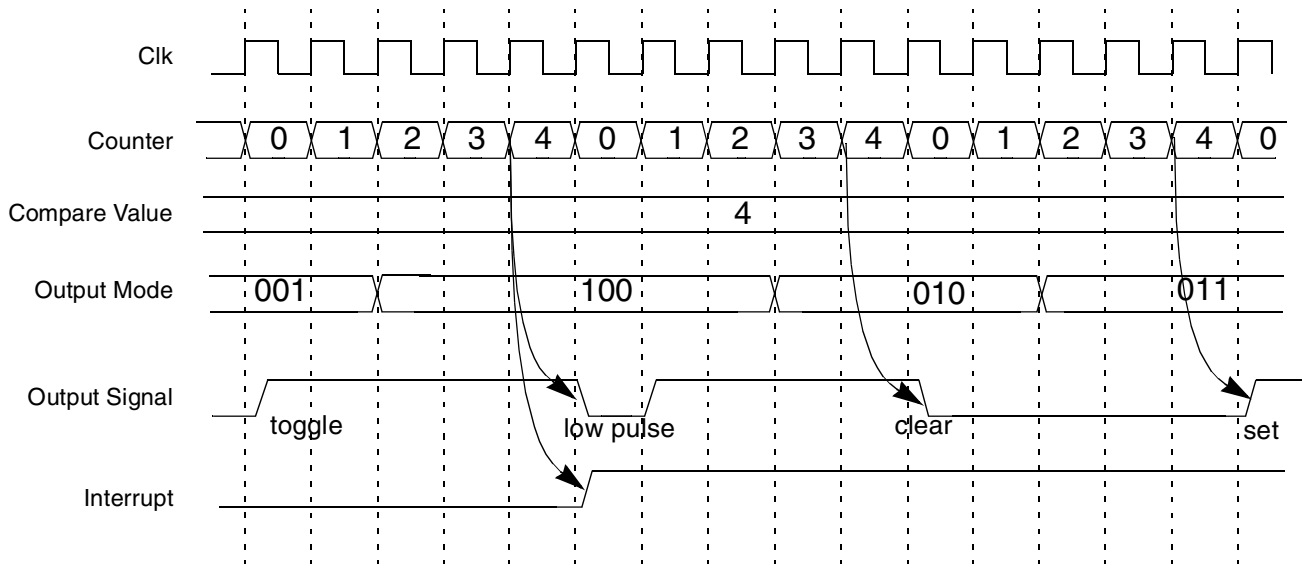 Clk
Counter 0 1 2 3 4 0 1 2 3 4 0 1 2 3 4 0
Compare Value 4
Output Mode 001 100 010 011
Output Signal
toggle low pulse clear set
Interrupt